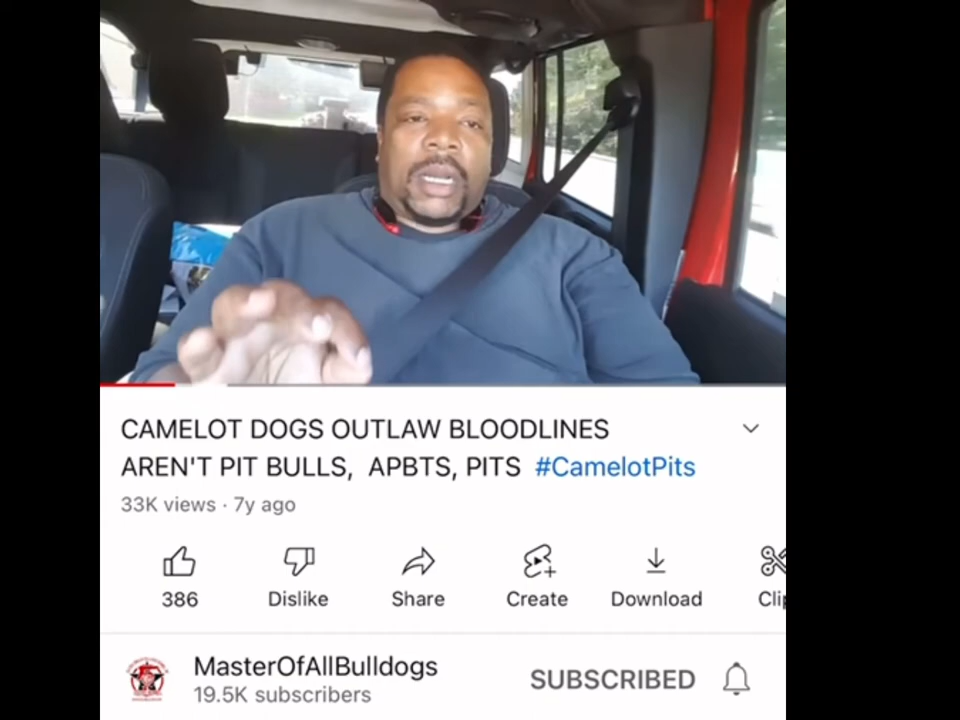 CAMELOT DOGS OUTLAW BLOODLINES
AREN'T PIT BULLS, APBTS, PITS #CamelotPits
33K views · 7y ago
386 Dislike Share Create Download Clip
MasterOfAllBulldogs
19.5K subscribers
SUBSCRIBED